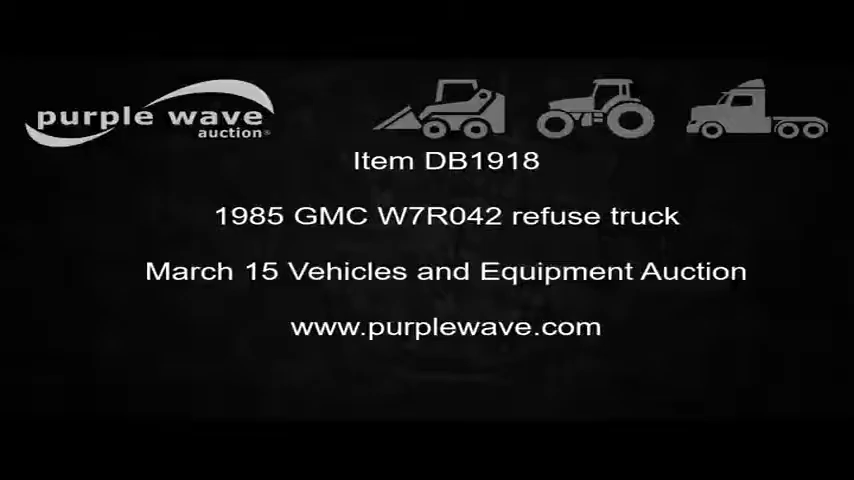 purple wave
auction®
Item DB1918
1985 GMC W7R042 refuse truck
March 15 Vehicles and Equipment Auction
www.purplewave.com